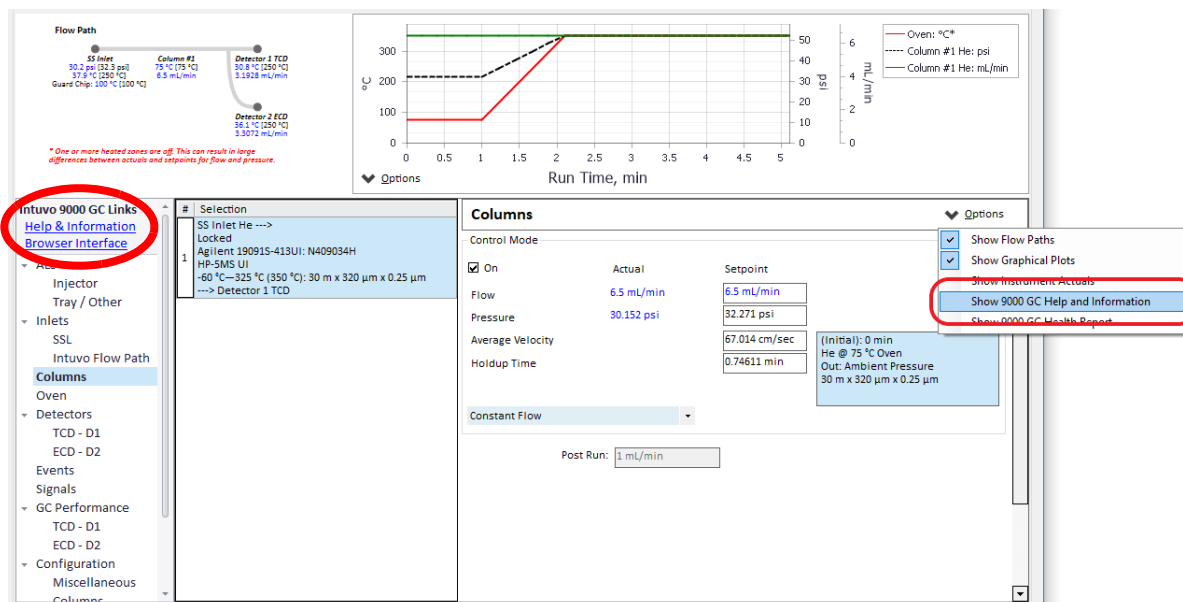 Flow Path
SS Inlet
30.2 psi [32.3 psi]
37.9 °C [250 °C]
Guard Chip: 100 °C [100 °C]
Column #1
75 °C [75 °C]
6.5 mL/min
Detector 1 TCD
30.8 °C [250 °C]
3.1928 mL/min
Detector 2 ECD
36.1 °C [250 °C]
3.3072 mL/min
* One or more heated zones are off. This can result in large
differences between actuals and setpoints for flow and pressure.
°C
300
200
100
0
0 0.5 1 1.5 2 2.5 3 3.5 4 4.5 5
Run Time, min
50
40
30
20
10
0
psi
6
4
2
0
mL/min
Oven: °C*
Column #1 He: psi
Column #1 He: mL/min
Options
Intuvo 9000 GC Links
Help & Information
Browser Interface
ALS
Injector
Tray / Other
Inlets
SSL
Intuvo Flow Path
Columns
Oven
Detectors
TCD - D1
ECD - D2
Events
Signals
GC Performance
TCD - D1
ECD - D2
Configuration
Miscellaneous
Columns
# Selection
1
SS Inlet He --->
Locked
Agilent 19091S-413UI: N409034H
HP-5MS UI
-60 °C—325 °C (350 °C): 30 m x 320 µm x 0.25 µm
---> Detector 1 TCD
Columns
Options
Control Mode
On Actual Setpoint
Flow 6.5 mL/min 6.5 mL/min
Pressure 30.152 psi 32.271 psi
Average Velocity 67.014 cm/sec
Holdup Time 0.74611 min
(Initial): 0 min
He @ 75 °C Oven
Out: Ambient Pressure
30 m x 320 µm x 0.25 µm
Constant Flow
Post Run: 1 mL/min
Show Flow Paths
Show Graphical Plots
Show Instrument Actuals
Show 9000 GC Help and Information
Show 9000 GC Health Report